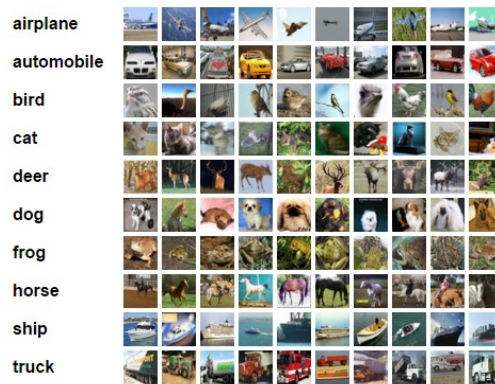 airplane
automobile
bird
cat
deer
dog
frog
horse
ship
truck